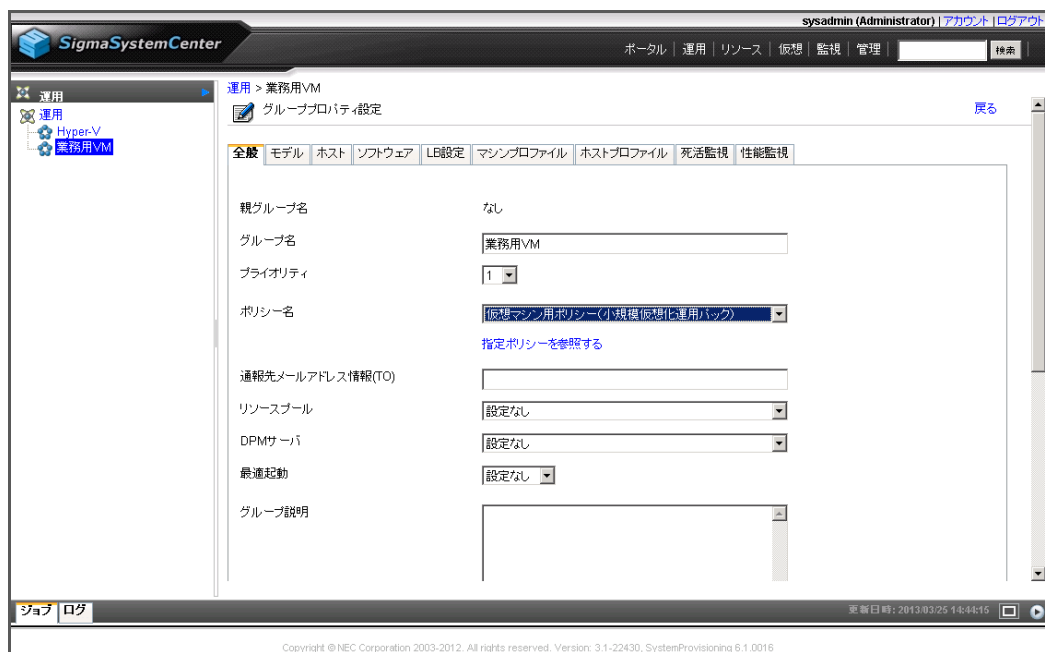 sysadmin (Administrator) | アカウント | ログアウト
SigmaSystemCenter
ポータル | 運用 | リソース | 仮想 | 監視 | 管理 | 検索
運用
運用
Hyper-V
業務用VM
運用 > 業務用VM
グループプロパティ設定
戻る
全般 モデル ホスト ソフトウェア LB設定 マシンプロファイル ホストプロファイル 死活監視 性能監視
親グループ名 なし
グループ名 業務用VM
プライオリティ 1
ポリシー名 仮想マシン用ポリシー(小規模仮想化運用パック)
指定ポリシーを参照する
通報先メールアドレス情報(TO)
リソースプール 設定なし
DPMサーバ 設定なし
最適起動 設定なし
グループ説明
ジョブ ログ
更新日時: 2013/03/25 14:44:15
Copyright © NEC Corporation 2003-2012. All rights reserved. Version: 3.1-22430, SystemProvisioning 6.1.0016